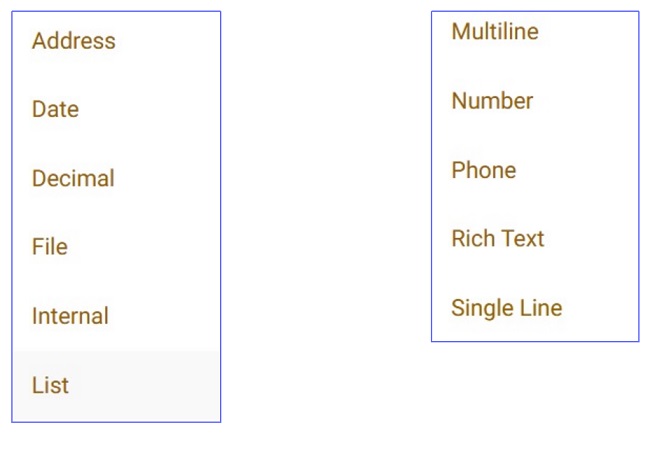 Address
Date
Decimal
File
Internal
List
Multiline
Number
Phone
Rich Text
Single Line